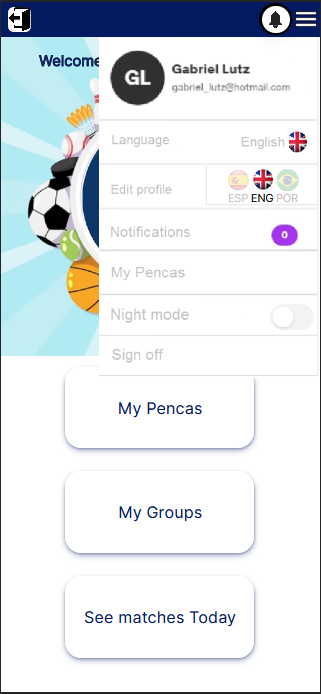 Welcome
GL
Gabriel Lutz
gabriel_lutz@hotmail.com
Language
English
Edit profile
ESP ENG POR
Notifications
0
My Pencas
Night mode
Sign off
My Pencas
My Groups
See matches Today